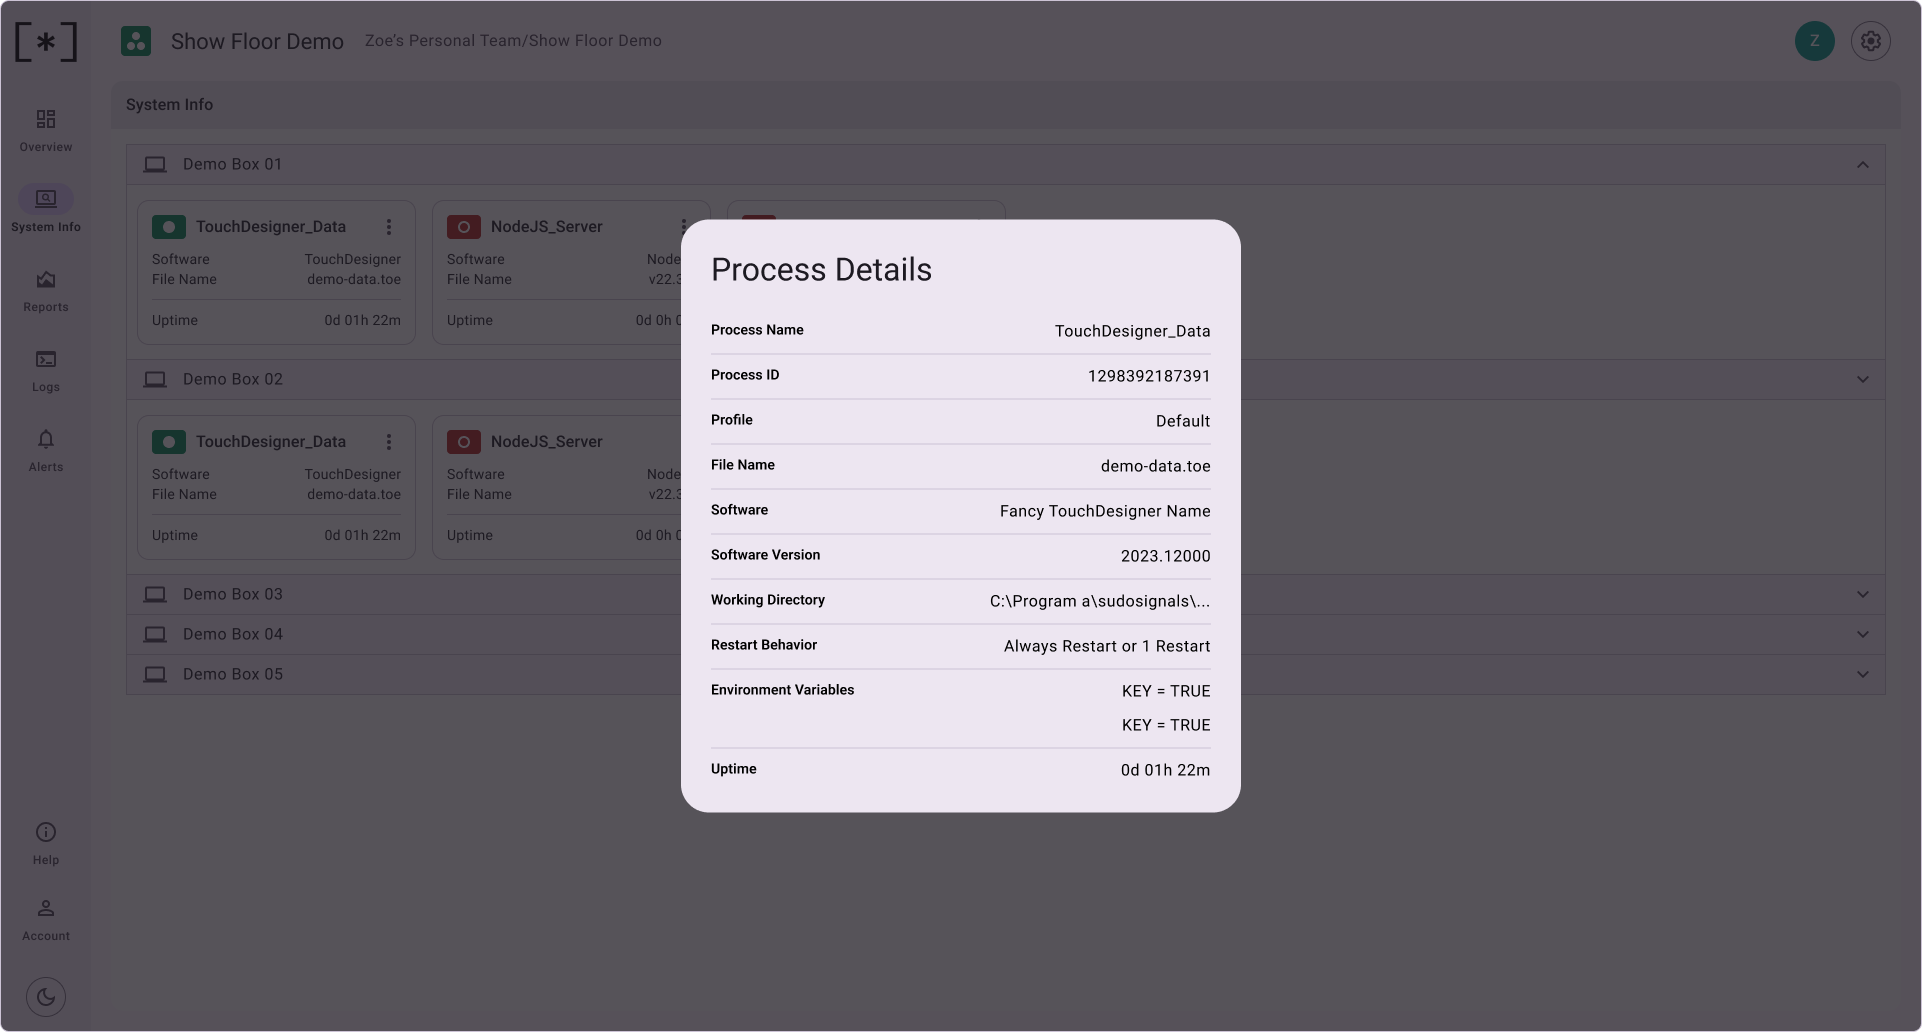 [*]
Show Floor Demo
Zoe's Personal Team/Show Floor Demo
Z
Overview
System Info
Reports
Logs
Alerts
Help
Account
System Info
Demo Box 01
TouchDesigner_Data
Software TouchDesigner
File Name demo-data.toe
Uptime 0d 01h 22m
NodeJS_Server
Software Node
File Name v22.3
Uptime 0d 0h
Demo Box 02
TouchDesigner_Data
Software TouchDesigner
File Name demo-data.toe
Uptime 0d 01h 22m
NodeJS_Server
Software Node
File Name v22.3
Uptime 0d 0h
Demo Box 03
Demo Box 04
Demo Box 05
Process Details
Process Name TouchDesigner_Data
Process ID 1298392187391
Profile Default
File Name demo-data.toe
Software Fancy TouchDesigner Name
Software Version 2023.12000
Working Directory C:\Program a\sudosignals\...
Restart Behavior Always Restart or 1 Restart
Environment Variables KEY = TRUE
KEY = TRUE
Uptime 0d 01h 22m